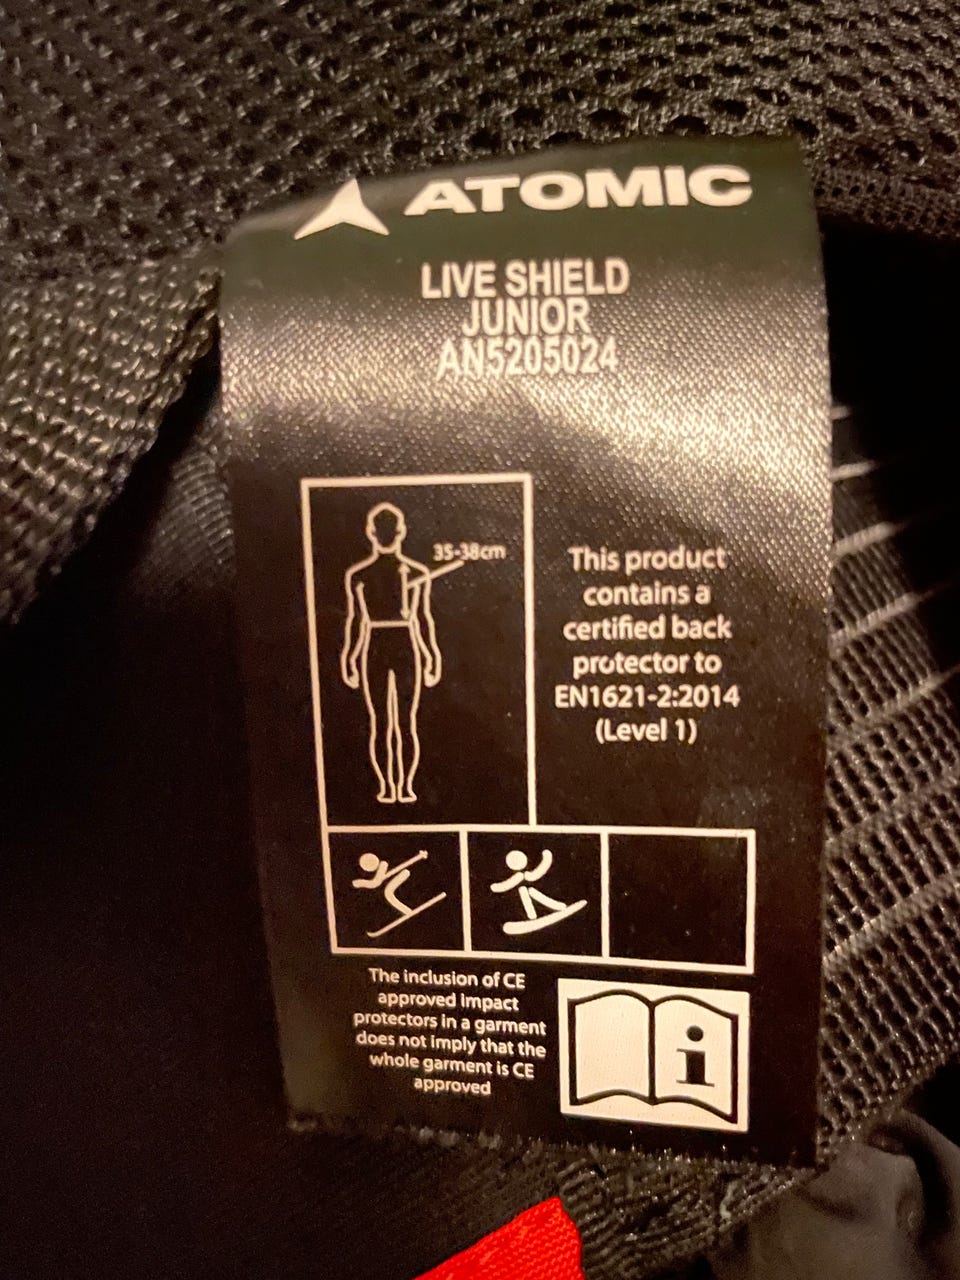 ATOMIC
LIVE SHIELD
JUNIOR
AN5205024
35-38cm
This product
contains a
certified back
protector to
EN1621-2:2014
(Level 1)
The inclusion of CE
approved impact
protectors in a garment
does not imply that the
whole garment is CE
approved
i